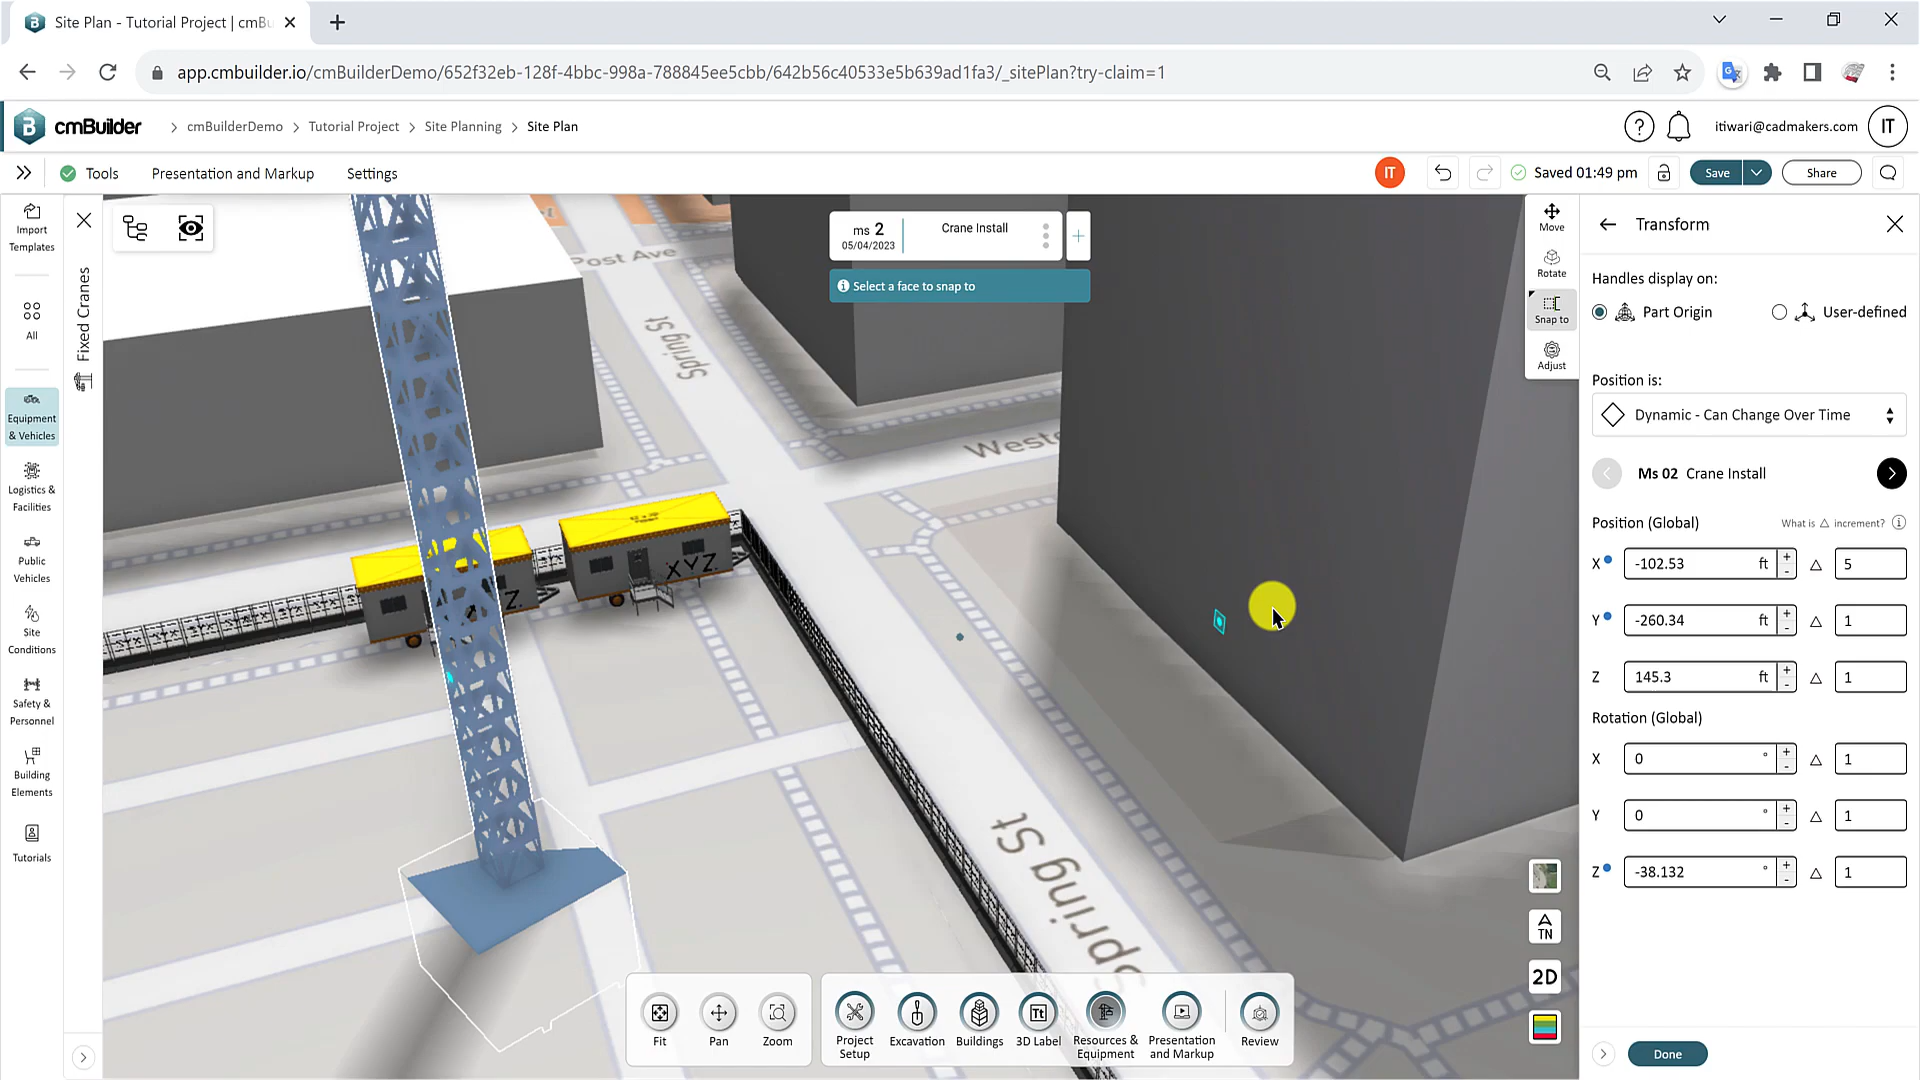 Site Plan - Tutorial Project | cmBu
app.cmbuilder.io/cmBuilderDemo/652f32eb-128f-4bbc-998a-788845ee5cbb/642b56c40533e5b639ad1fa3/_sitePlan?try-claim=1
B cmBuilder
cmBuilderDemo
Tutorial Project
Site Planning
Site Plan
?
itiwari@cadmakers.com
IT
Tools
Presentation and Markup
Settings
IT
Saved 01:49 pm
Save
Share
Import
Templates
All
Equipment
& Vehicles
Logistics &
Facilities
Public
Vehicles
Site
Conditions
Safety &
Personnel
Building
Elements
Tutorials
Fixed Cranes
ms 2
05/04/2023
Crane Install
+
Select a face to snap to
Post Ave
Spring St
Weste
XYZ
Z
Spring St
Spring St
Move
Rotate
Snap to
Adjust
TN
2D
Fit
Pan
Zoom
Project
Setup
Excavation
Buildings
Tt
3D Label
Resources &
Equipment
Presentation
and Markup
Review
Transform
Handles display on:
Part Origin
User-defined
Position is:
Dynamic - Can Change Over Time
Ms 02 Crane Install
Position (Global)
What is △ increment?
X -102.53 ft + - △ 5
Y -260.34 ft + - △ 1
Z 145.3 ft + - △ 1
Rotation (Global)
X 0 ° + - △ 1
Y 0 ° + - △ 1
Z -38.132 ° + - △ 1
Done